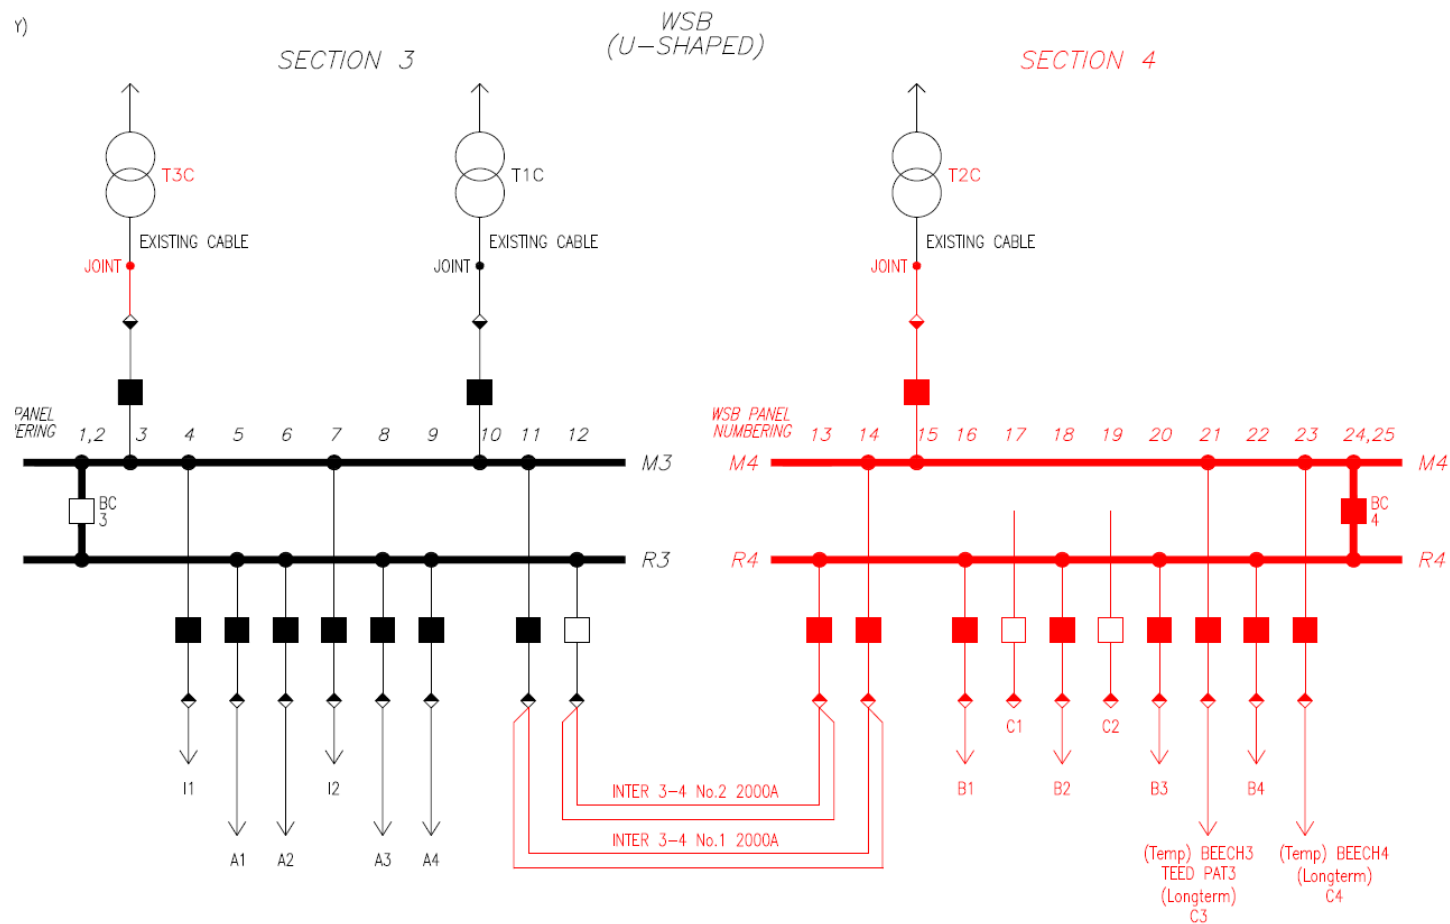 Y)
WSB
(U-SHAPED)
SECTION 3
SECTION 4
T3C
T1C
T2C
EXISTING CABLE
EXISTING CABLE
EXISTING CABLE
JOINT
JOINT
JOINT
PANEL
ERING
1,2 3 4 5 6 7 8 9 10 11 12
WSB PANEL
NUMBERING
13 14 15 16 17 18 19 20 21 22 23 24,25
M3
M4
M4
BC
3
BC
4
R3
R4
R4
C1
C2
I1
I2
INTER 3-4 No.2 2000A
B1
B2
B3
B4
INTER 3-4 No.1 2000A
A1
A2
A3
A4
(Temp) BEECH3
TEED PAT3
(Longterm)
C3
(Temp) BEECH4
(Longterm)
C4